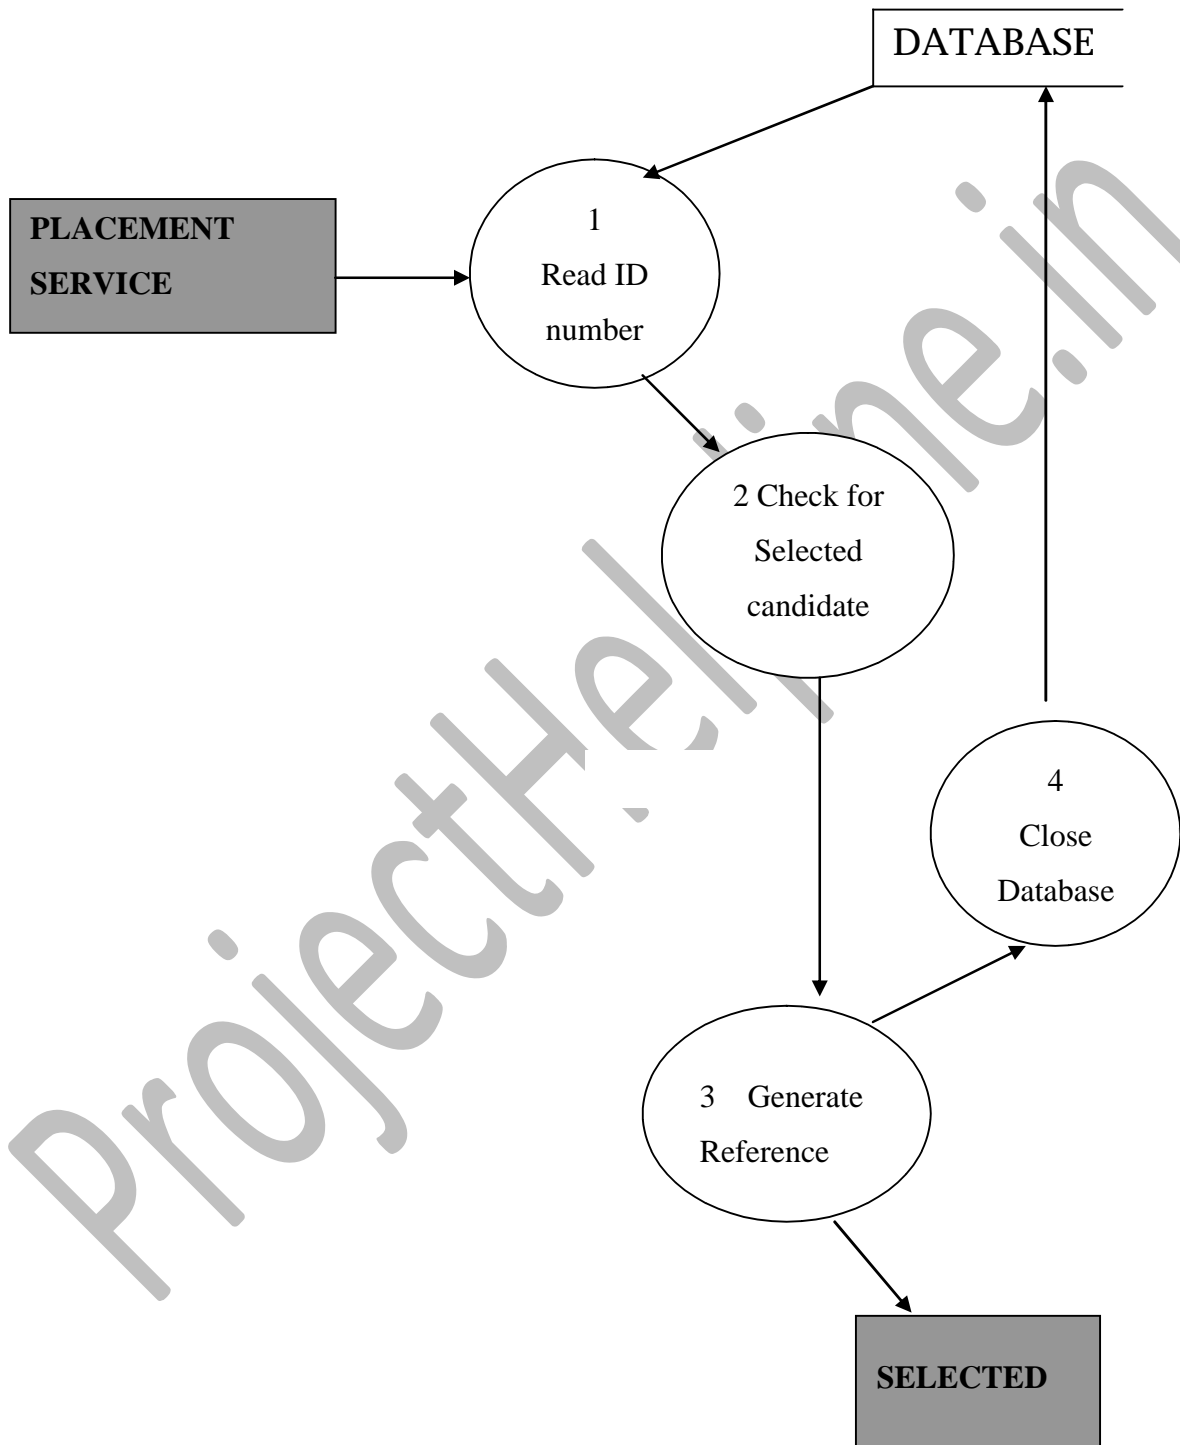 DATABASE
PLACEMENT
SERVICE
1
Read ID
number
2 Check for
Selected
candidate
4
Close
Database
3 Generate
Reference
SELECTED
ProjectHelpline.in